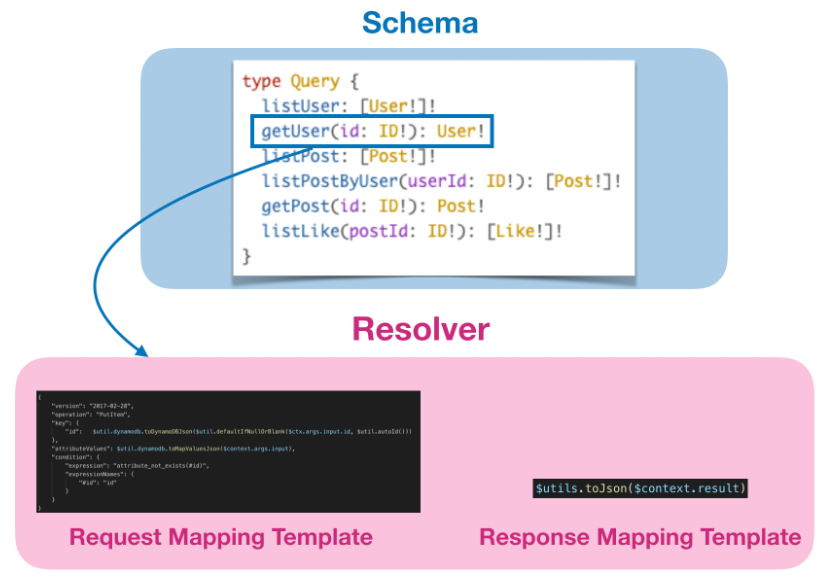 Schema
type Query {
listUser: [User!]!
getUser(id: ID!): User!
listPost: [Post!]!
listPostByUser(userId: ID!): [Post!]!
getPost(id: ID!): Post!
listLike(postId: ID!): [Like!]!
}
Resolver
{
"version": "2017-02-28",
"operation": "PutItem",
"key": {
"id": $util.dynamodb.toDynamoDBJson($util.defaultIfNullOrBlank($ctx.args.input.id, $util.autoId()))
},
"attributeValues": $util.dynamodb.toMapValuesJson($context.args.input),
"condition": {
"expression": "attribute_not_exists(#id)",
"expressionNames": {
"#id": "id"
}
}
}
$utils.toJson($context.result)
Request Mapping Template
Response Mapping Template